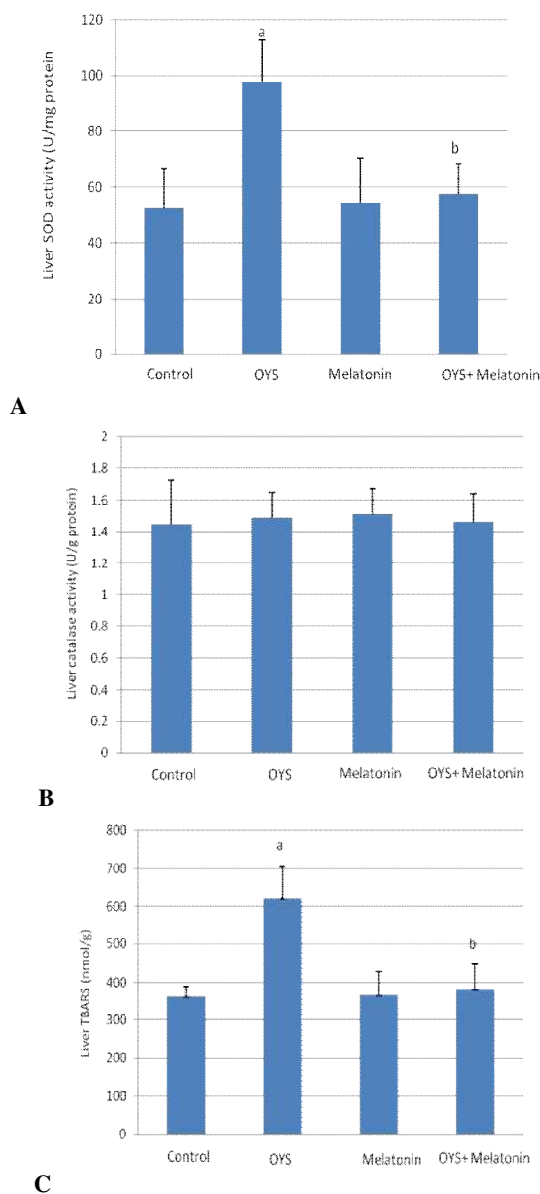 a
b
120
100
80
60
40
20
0
Liver SOD activity (U/mg protein)
Control OYS Melatonin OYS+ Melatonin
A
2
1.8
1.6
1.4
1.2
1
0.8
0.6
0.4
0.2
0
Liver catalase activity (U/g protein)
Control OYS Melatonin OYS+ Melatonin
B
a
b
800
700
600
500
400
300
200
100
0
Liver TBARS (nmol/g)
Control OYS Melatonin OYS+ Melatonin
C